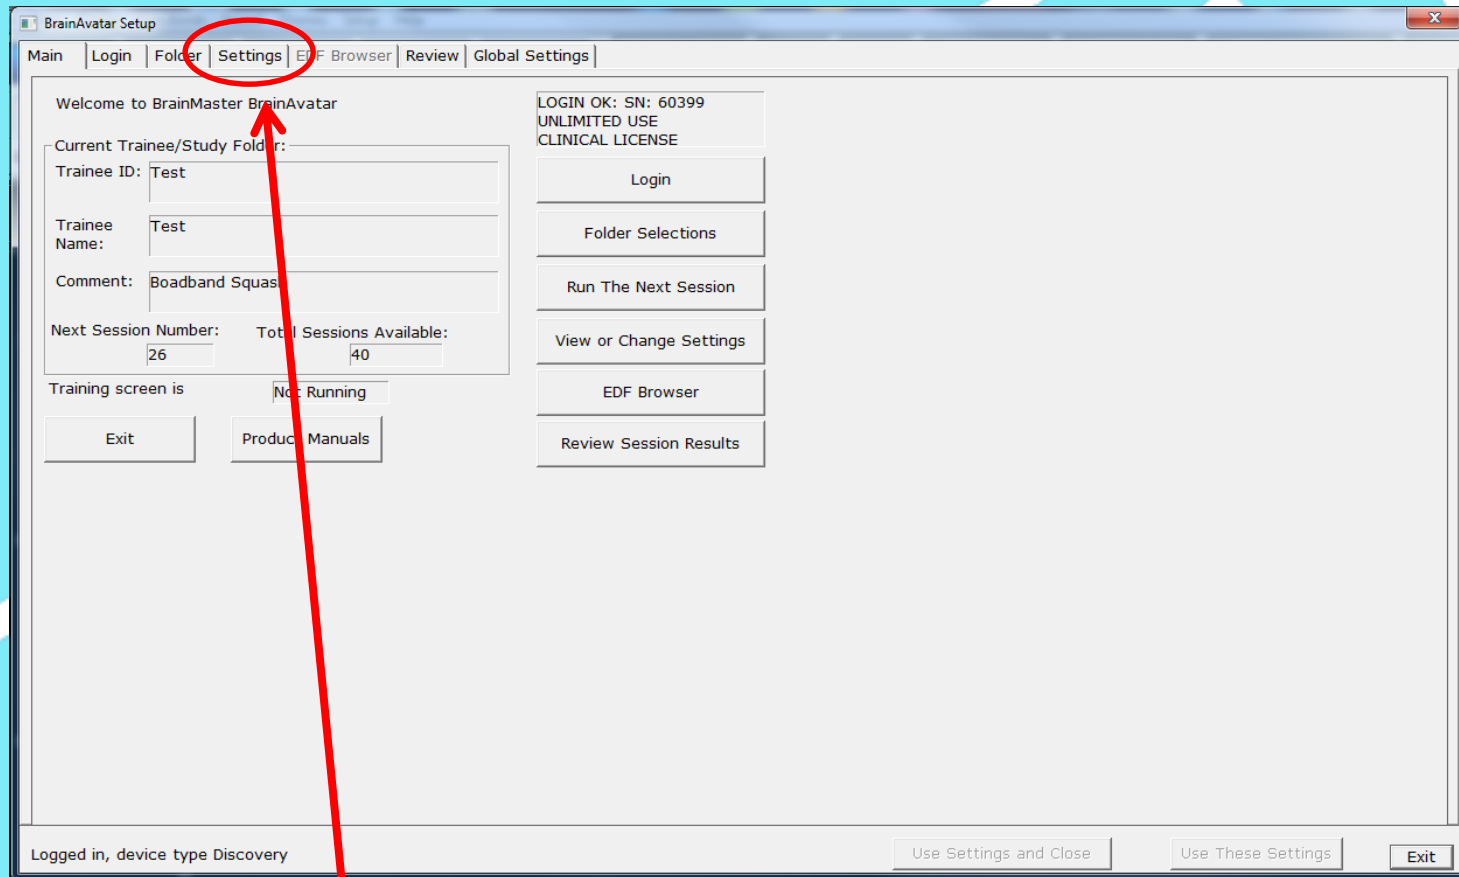 BrainAvatar Setup
Main Login Folder Settings EDF Browser Review Global Settings
Welcome to BrainMaster BrainAvatar
Current Trainee/Study Folder:
Trainee ID: Test
Trainee Name: Test
Comment: Boadband Squash
Next Session Number: Total Sessions Available:
26 40
Training screen is Not Running
Exit Product Manuals
LOGIN OK: SN: 60399
UNLIMITED USE
CLINICAL LICENSE
Login
Folder Selections
Run The Next Session
View or Change Settings
EDF Browser
Review Session Results
Logged in, device type Discovery
Use Settings and Close Use These Settings Exit